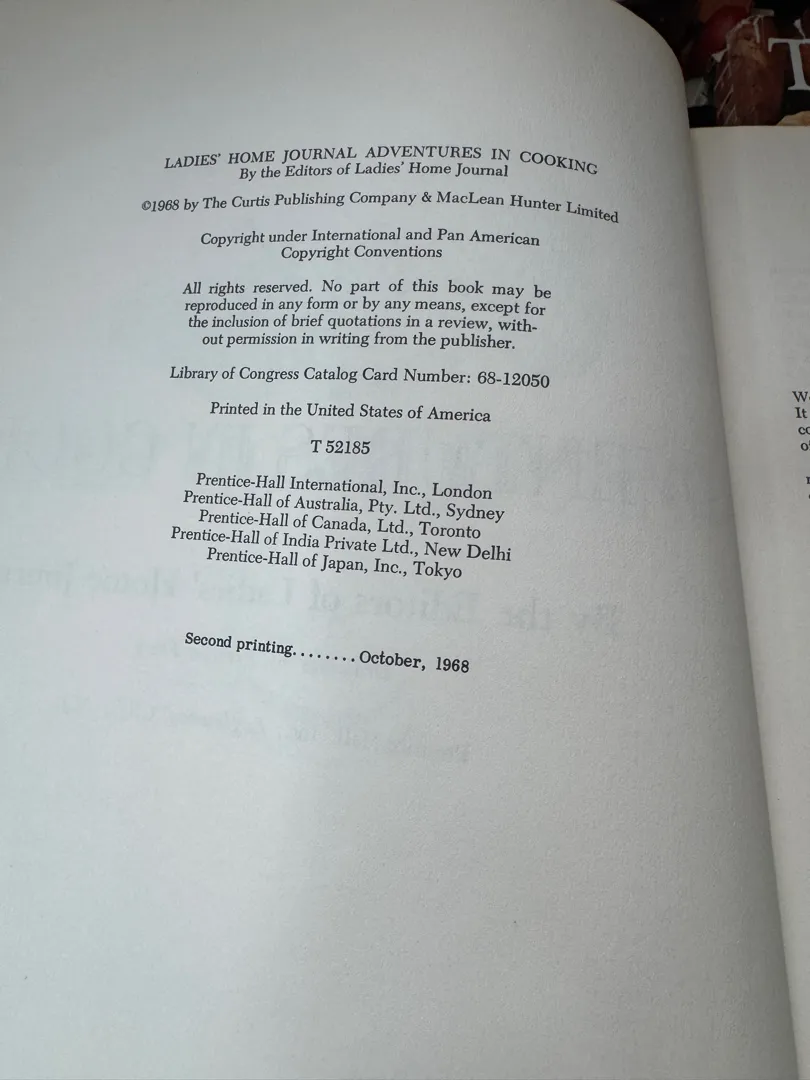 LADIES' HOME JOURNAL ADVENTURES IN COOKING
By the Editors of Ladies' Home Journal
©1968 by The Curtis Publishing Company & MacLean Hunter Limited
Copyright under International and Pan American
Copyright Conventions
All rights reserved. No part of this book may be
reproduced in any form or by any means, except for
the inclusion of brief quotations in a review, with-
out permission in writing from the publisher.
Library of Congress Catalog Card Number: 68-12050
Printed in the United States of America
T 52185
Prentice-Hall International, Inc., London
Prentice-Hall of Australia, Pty. Ltd., Sydney
Prentice-Hall of Canada, Ltd., Toronto
Prentice-Hall of India Private Ltd., New Delhi
Prentice-Hall of Japan, Inc., Tokyo
Second printing........October, 1968
T
It